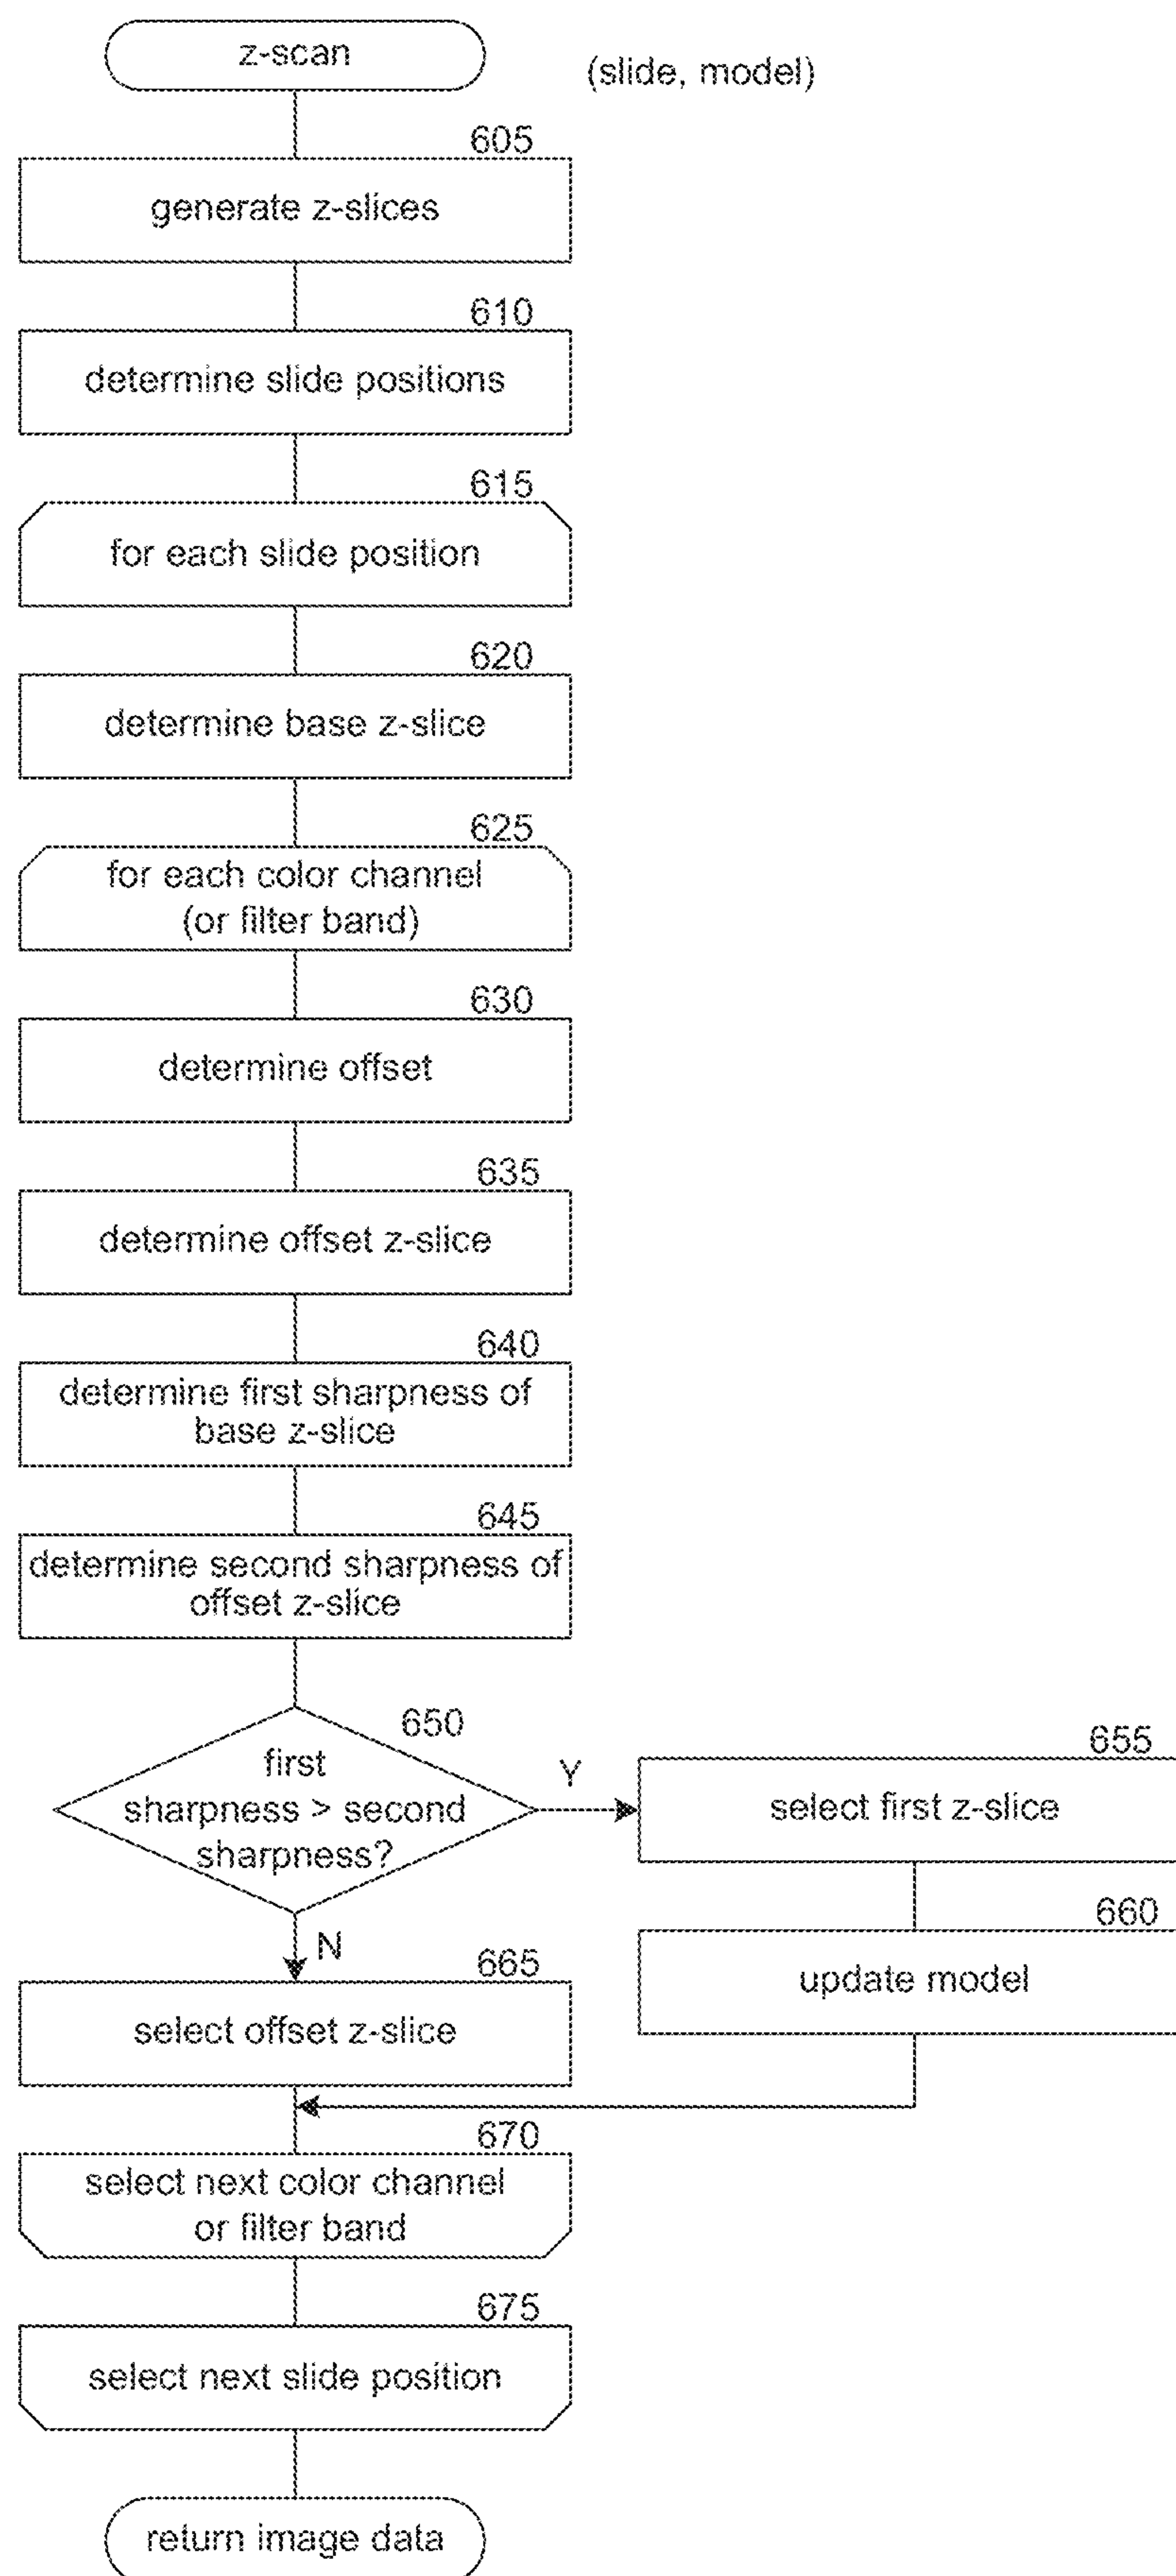 z-scan
(slide, model)
605
generate z-slices
610
determine slide positions
615
for each slide position
620
determine base z-slice
625
for each color channel
(or filter band)
630
determine offset
635
determine offset z-slice
640
determine first sharpness of
base z-slice
645
determine second sharpness of
offset z-slice
650
first
sharpness > second
sharpness?
Y
655
select first z-slice
660
update model
N
665
select offset z-slice
670
select next color channel
or filter band
675
select next slide position
return image data